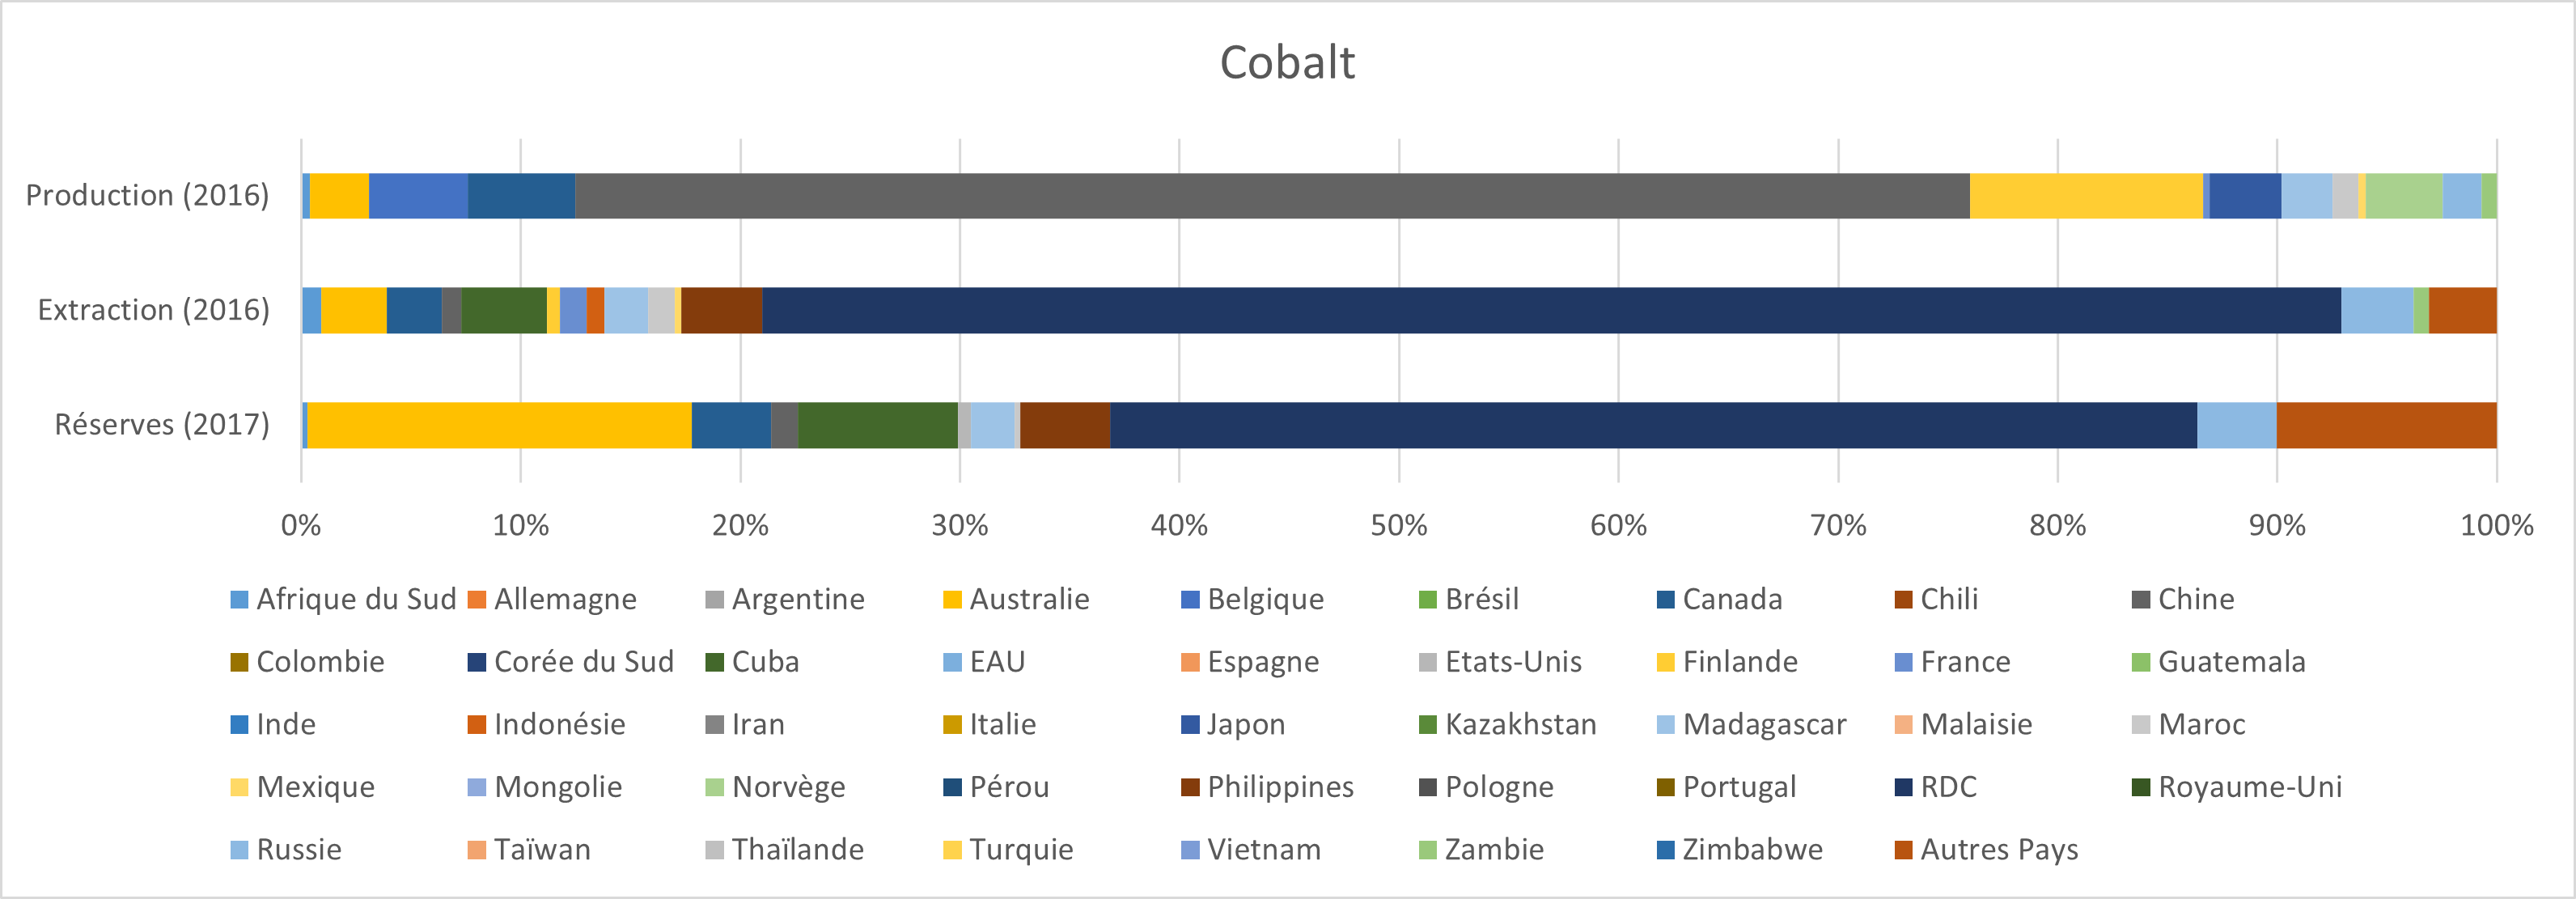 Cobalt
Production (2016)
Extraction (2016)
Réserves (2017)
0% 10% 20% 30% 40% 50% 60% 70% 80% 90% 100%
Afrique du Sud Allemagne Argentine Australie Belgique Brésil Canada Chili Chine
Colombie Corée du Sud Cuba EAU Espagne Etats-Unis Finlande France Guatemala
Inde Indonésie Iran Italie Japon Kazakhstan Madagascar Malaisie Maroc
Mexique Mongolie Norvège Pérou Philippines Pologne Portugal RDC Royaume-Uni
Russie Taïwan Thaïlande Turquie Vietnam Zambie Zimbabwe Autres Pays